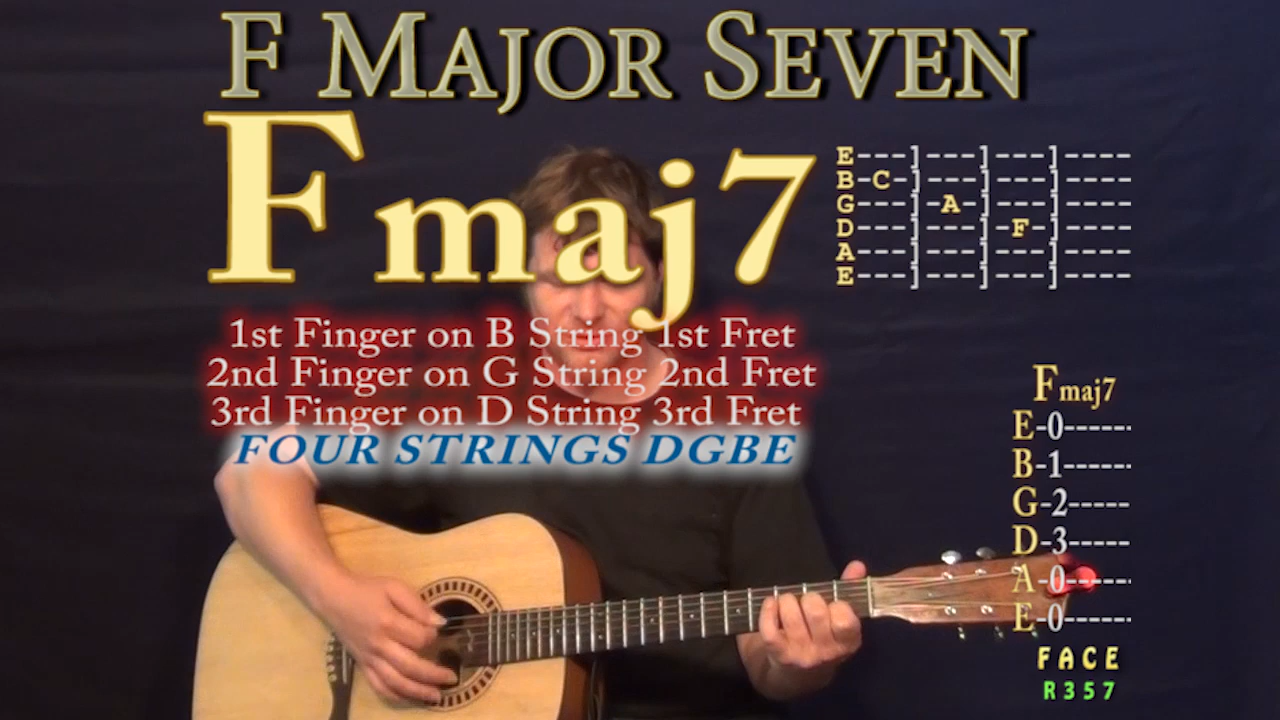 F MAJOR SEVEN
Fmaj7
E---]---]---]----
B-C-]---]---]----
G---]-A-]---]----
D---]---]-F-]----
A---]---]---]----
E---]---]---]----
1st Finger on B String 1st Fret
2nd Finger on G String 2nd Fret
3rd Finger on D String 3rd Fret
FOUR STRINGS DGBE
Fmaj7
E-0------
B-1------
G-2-----
D-3-----
A-0-----
E-0-----
FACE
R357